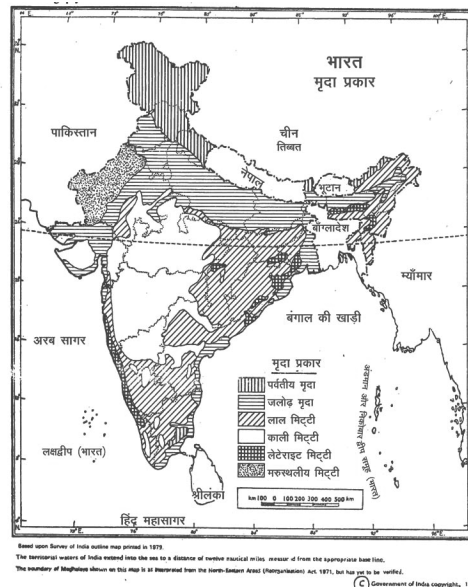 भारत
मृदा प्रकार
पाकिस्तान
चीन
तिब्बत
नेपाल
भूटान
बांग्लादेश
म्याँमार
बंगाल की खाड़ी
अरब सागर
मृदा प्रकार
पर्वतीय मृदा
जलोढ़ मृदा
लाल मिट्टी
काली मिट्टी
लेटेराइट मिट्टी
मरुस्थलीय मिट्टी
अंडमान और निकोबार द्वीप समूह (भारत)
लक्षद्वीप (भारत)
श्रीलंका
km 100 0 100 200 300 400 500 km
हिंद महासागर
Based upon Survey of India outline map printed in 1979.
The territorial waters of India extend into the sea to a distance of twelve nautical miles measured from the appropriate base line.
The boundary of Meghalaya shown on this map is as interpreted from the North-Eastern Areas (Reorganisation) Act, 1971, but has yet to be verified.
© Government of India copyright,